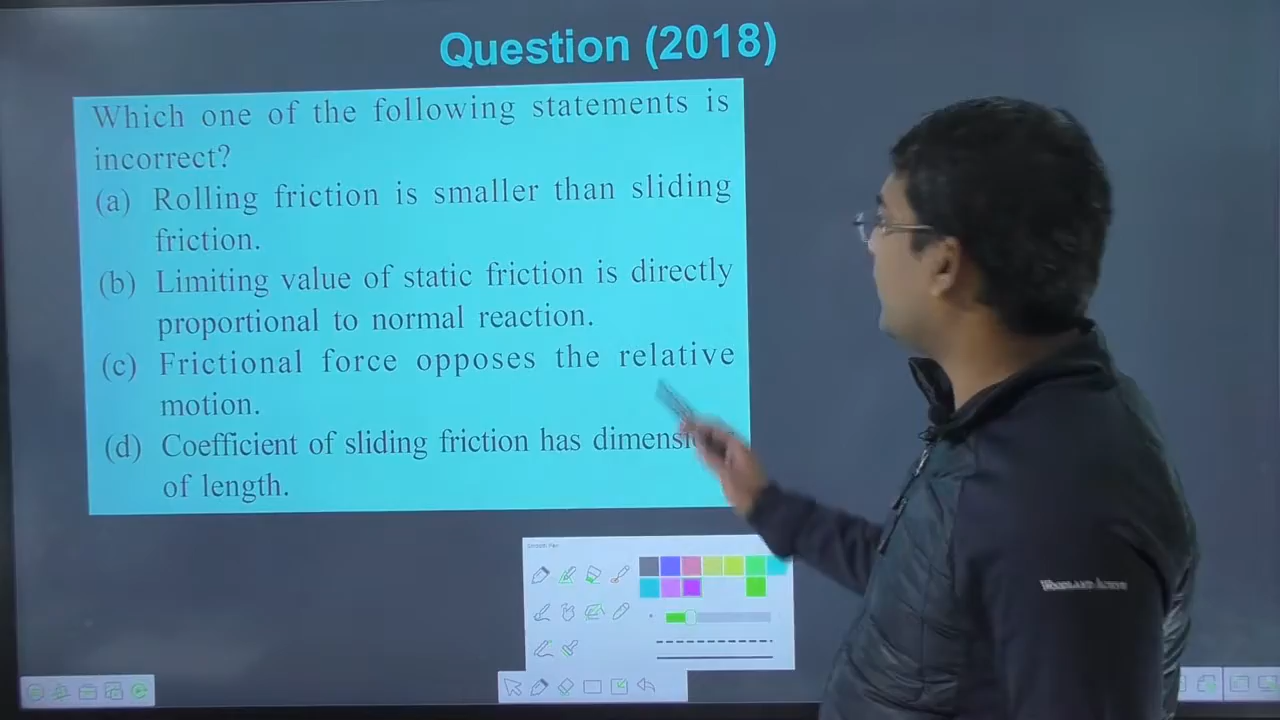 Question (2018)
Which one of the following statements is
incorrect?
(a) Rolling friction is smaller than sliding
friction.
(b) Limiting value of static friction is directly
proportional to normal reaction.
(c) Frictional force opposes the relative
motion.
(d) Coefficient of sliding friction has
of length.
Smooth Pen